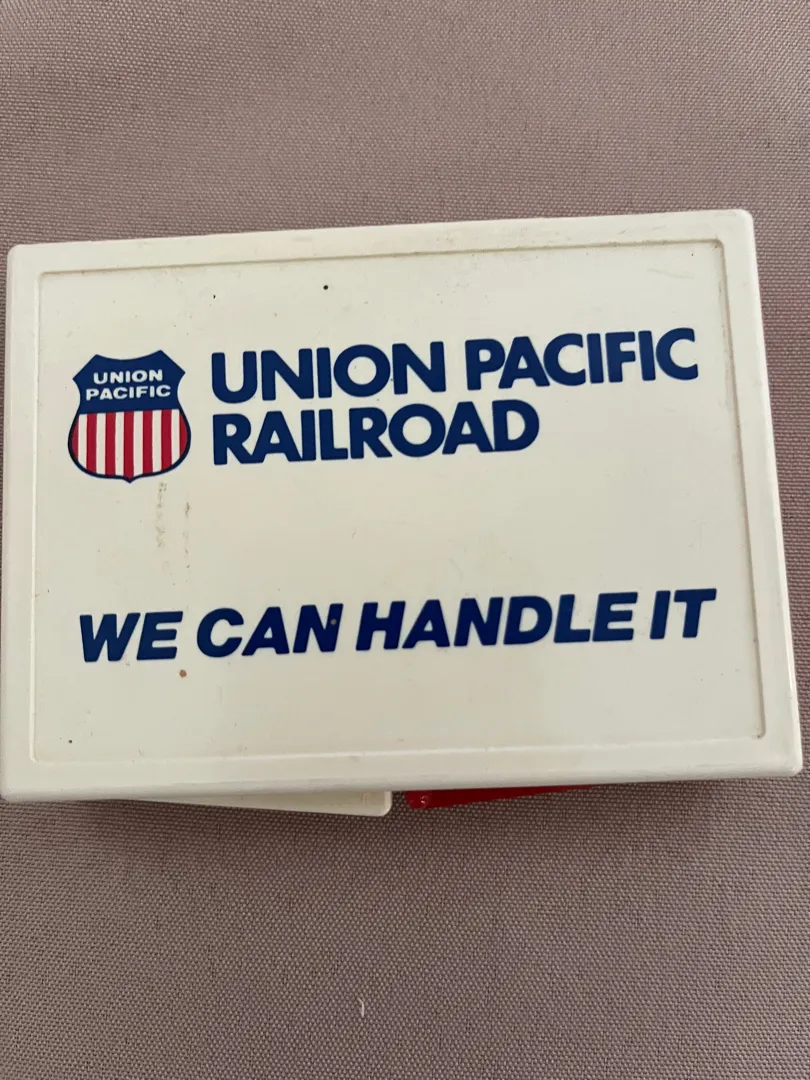 UNION
PACIFIC
UNION PACIFIC
RAILROAD
WE CAN HANDLE IT